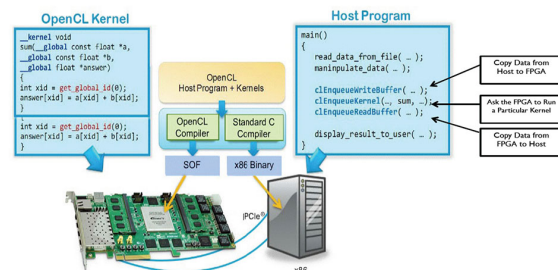 OpenCL Kernel
__kernel void
sum(__global const float *a,
__global const float *b,
__global float *answer)
{
int xid = get_global_id(0);
answer[xid] = a[xid] + b[xid];
}
int xid = get_global_id(0);
answer[xid] = a[xid] + b[xid];
}
OpenCL
Host Program + Kernels
OpenCL
Compiler
Standard C
Compiler
SOF
x86 Binary
PCIe
x86
Host Program
main()
{
read_data_from_file( … );
maninpulate_data( … );
clEnqueueWriteBuffer( … );
clEnqueueKernel(…, sum, …);
clEnqueueReadBuffer( … );
display_result_to_user( … );
}
Copy Data from
Host to FPGA
Ask the FPGA to Run
a Particular Kernel
Copy Data from
FPGA to Host